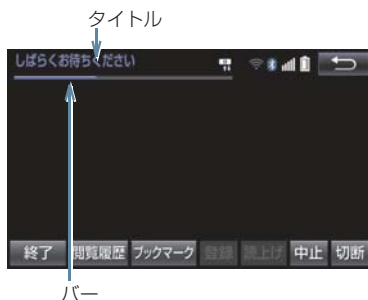 タイトル
しばらくお待ちください
終了 閲覧履歴 ブックマーク 登録 読上げ 中止 切断
バー